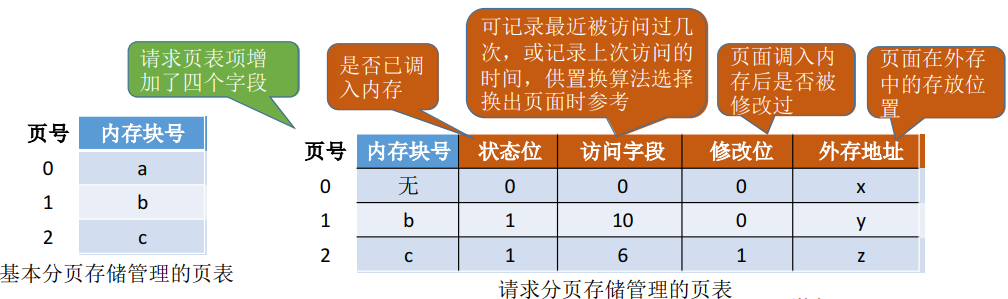 请求页表项增
加了四个字段
是否已调
入内存
可记录最近被访问过几
次，或记录上次访问的
时间，供置换算法选择
换出页面时参考
页面调入内
存后是否被
修改过
页面在外存
中的存放位
置
页号 内存块号
0 a
1 b
2 c
基本分页存储管理的页表
页号 内存块号 状态位 访问字段 修改位 外存地址
0 无 0 0 0 x
1 b 1 10 0 y
2 c 1 6 1 z
请求分页存储管理的页表